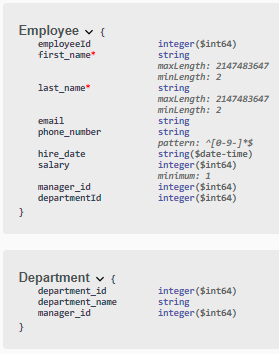 Employee {
employeeId integer($int64)
first_name* string
maxLength: 2147483647
minLength: 2
last_name* string
maxLength: 2147483647
minLength: 2
email string
phone_number string
pattern: ^[0-9-]*$
hire_date string($date-time)
salary integer($int64)
minimum: 1
manager_id integer($int64)
departmentId integer($int64)
}
Department {
department_id integer($int64)
department_name string
manager_id integer($int64)
}